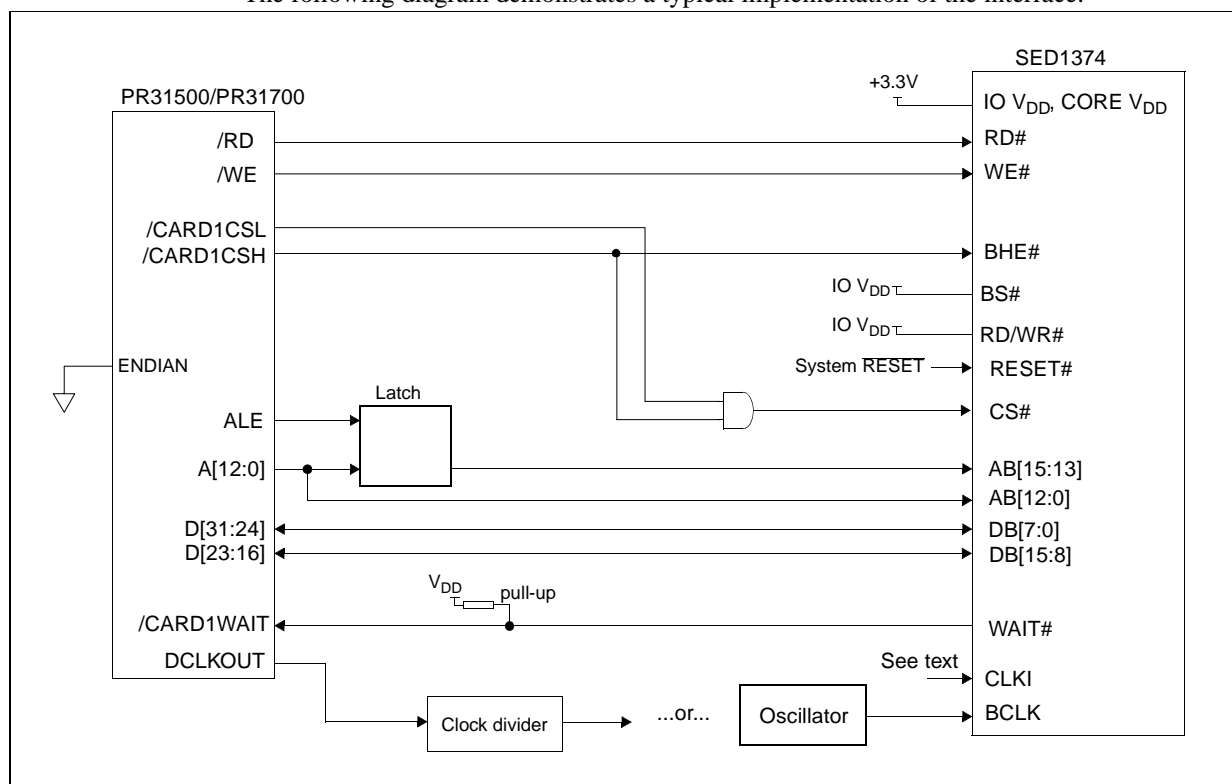 The following diagram demonstrates a typical implementation of the interface.
SED1374
+3.3V
IO VDD, CORE VDD
PR31500/PR31700
/RD
RD#
/WE
WE#
/CARD1CSL
/CARD1CSH
BHE#
IO VDD
BS#
IO VDD
RD/WR#
ENDIAN
System RESET
RESET#
Latch
ALE
CS#
A[12:0]
AB[15:13]
AB[12:0]
D[31:24]
DB[7:0]
D[23:16]
DB[15:8]
VDD
pull-up
/CARD1WAIT
WAIT#
DCLKOUT
See text
CLKI
Clock divider
...or...
Oscillator
BCLK